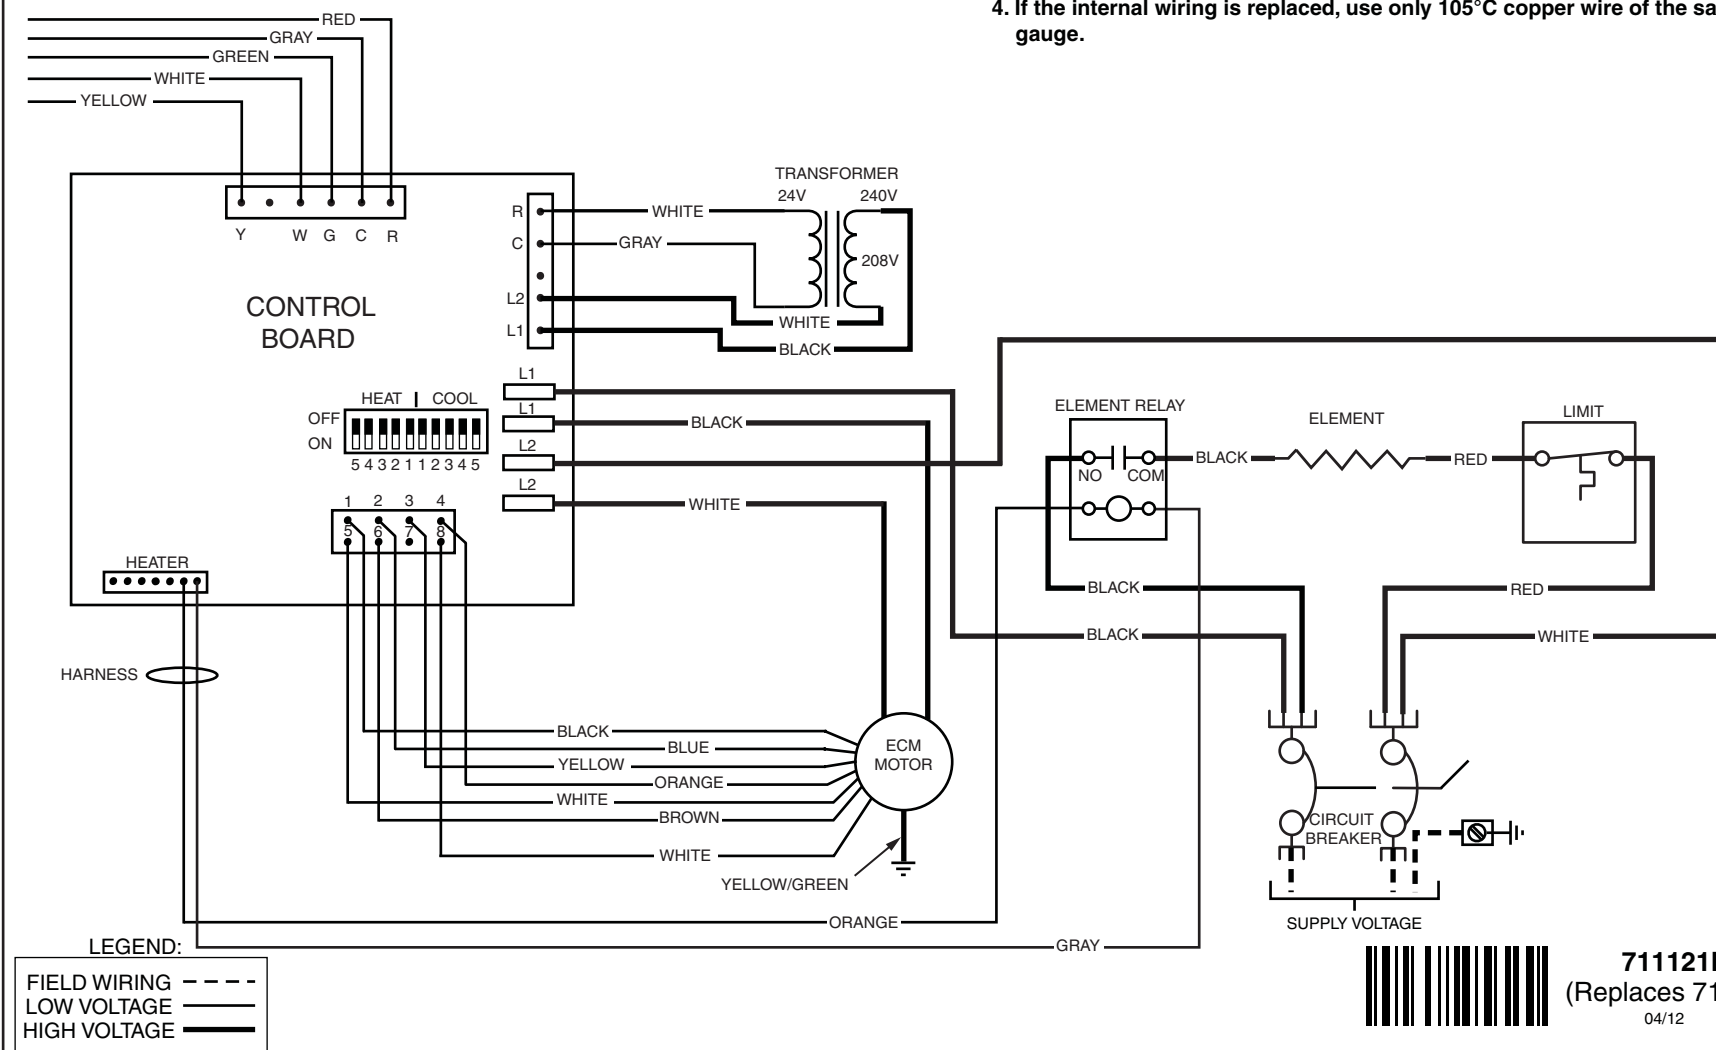 4. If the internal wiring is replaced, use only 105°C copper wire of the sa
gauge.
RED
GRAY
GREEN
WHITE
YELLOW
Y W G C R
CONTROL
BOARD
R
C
L2
L1
TRANSFORMER
24V 240V
208V
WHITE
GRAY
WHITE
BLACK
L1
L1
L2
L2
BLACK
WHITE
HEAT | COOL
OFF
ON
5 4 3 2 1 1 2 3 4 5
1 2 3 4
5 6 7 8
HEATER
HARNESS
ELEMENT RELAY
NO COM
BLACK
ELEMENT
RED
LIMIT
BLACK
RED
BLACK
WHITE
BLACK
BLUE
YELLOW
ORANGE
WHITE
BROWN
WHITE
ECM
MOTOR
YELLOW/GREEN
CIRCUIT
BREAKER
SUPPLY VOLTAGE
ORANGE
GRAY
LEGEND:
FIELD WIRING
LOW VOLTAGE
HIGH VOLTAGE
711121
(Replaces 71
04/12